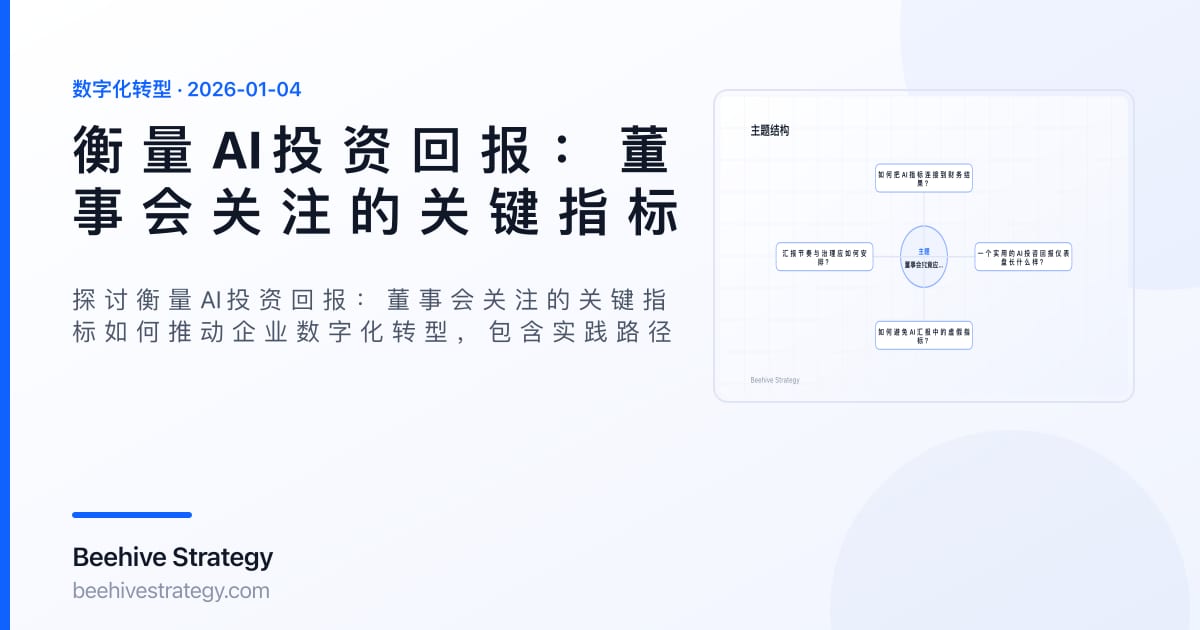 数字化转型 · 2026-01-04
衡量AI投资回报：董
事会关注的关键指标
探讨衡量AI投资回报：董事会关注的关键指
标如何推动企业数字化转型，包含实践路径
Beehive Strategy
beehivestrategy.com
主题结构
如何把AI指标连接到财务结
果？
汇报节奏与治理应如何安
排？
主题
董事会究竟应...
一个实用的AI投资回报仪表
盘长什么样？
如何避免AI汇报中的虚假指
标？
Beehive Strategy